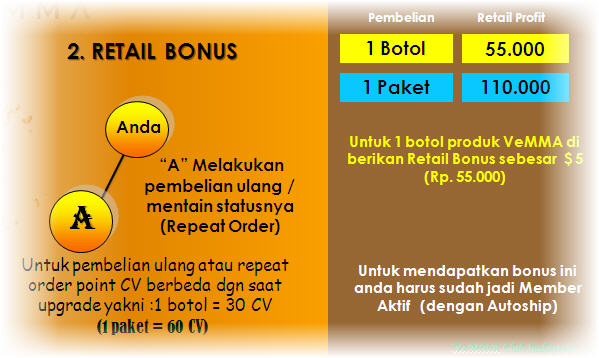 2. RETAIL BONUS
Anda
A
“A” Melakukan
pembelian ulang /
mentain statusnya
(Repeat Order)
Untuk pembelian ulang atau repeat
order point CV berbeda dgn saat
upgrade yakni :1 botol = 30 CV
(1 paket = 60 CV)
Pembelian Retail Profit
1 Botol 55.000
1 Paket 110.000
Untuk 1 botol produk VeMMA di
berikan Retail Bonus sebesar $ 5
(Rp. 55.000)
Untuk mendapatkan bonus ini
anda harus sudah jadi Member
Aktif (dengan Autoship)